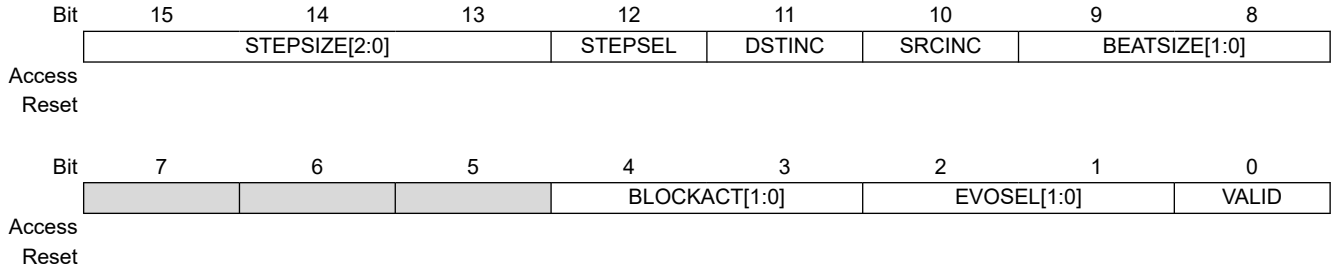 Bit 15 14 13 12 11 10 9 8
STEPSIZE[2:0] STEPSEL DSTINC SRCINC BEATSIZE[1:0]
Access
Reset
Bit 7 6 5 4 3 2 1 0
BLOCKACT[1:0] EVOSEL[1:0] VALID
Access
Reset